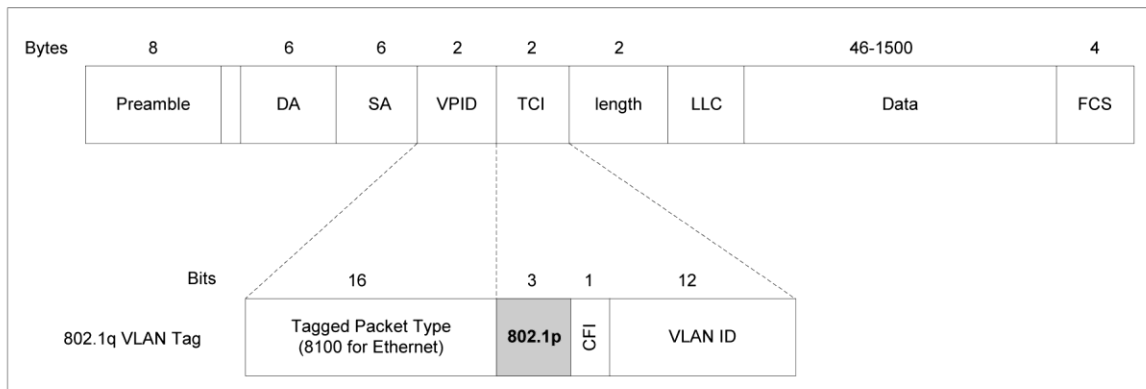 Bytes 8 6 6 2 2 2 46-1500 4
Preamble DA SA VPID TCI length LLC Data FCS
Bits 16 3 1 12
802.1q VLAN Tag
Tagged Packet Type
(8100 for Ethernet)
802.1p
CFI
VLAN ID